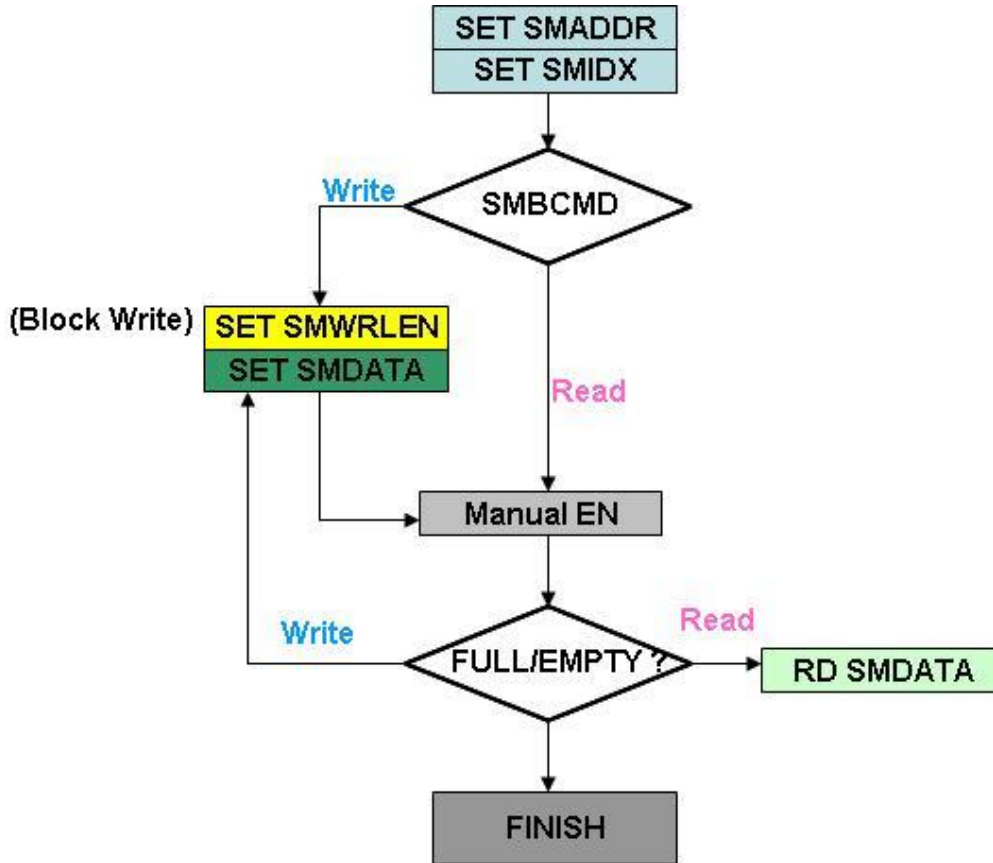 SET SMADDR
SET SMIDX
Write
SMBCMD
(Block Write)
SET SMWRLEN
SET SMDATA
Read
Manual EN
Write
FULL/EMPTY ?
Read
RD SMDATA
FINISH